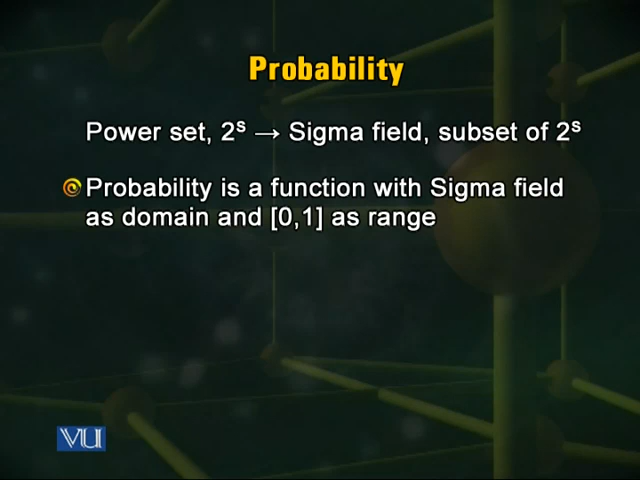 Probability
Power set, 2ˢ → Sigma field, subset of 2ˢ
Probability is a function with Sigma field
as domain and [0,1] as range
VU